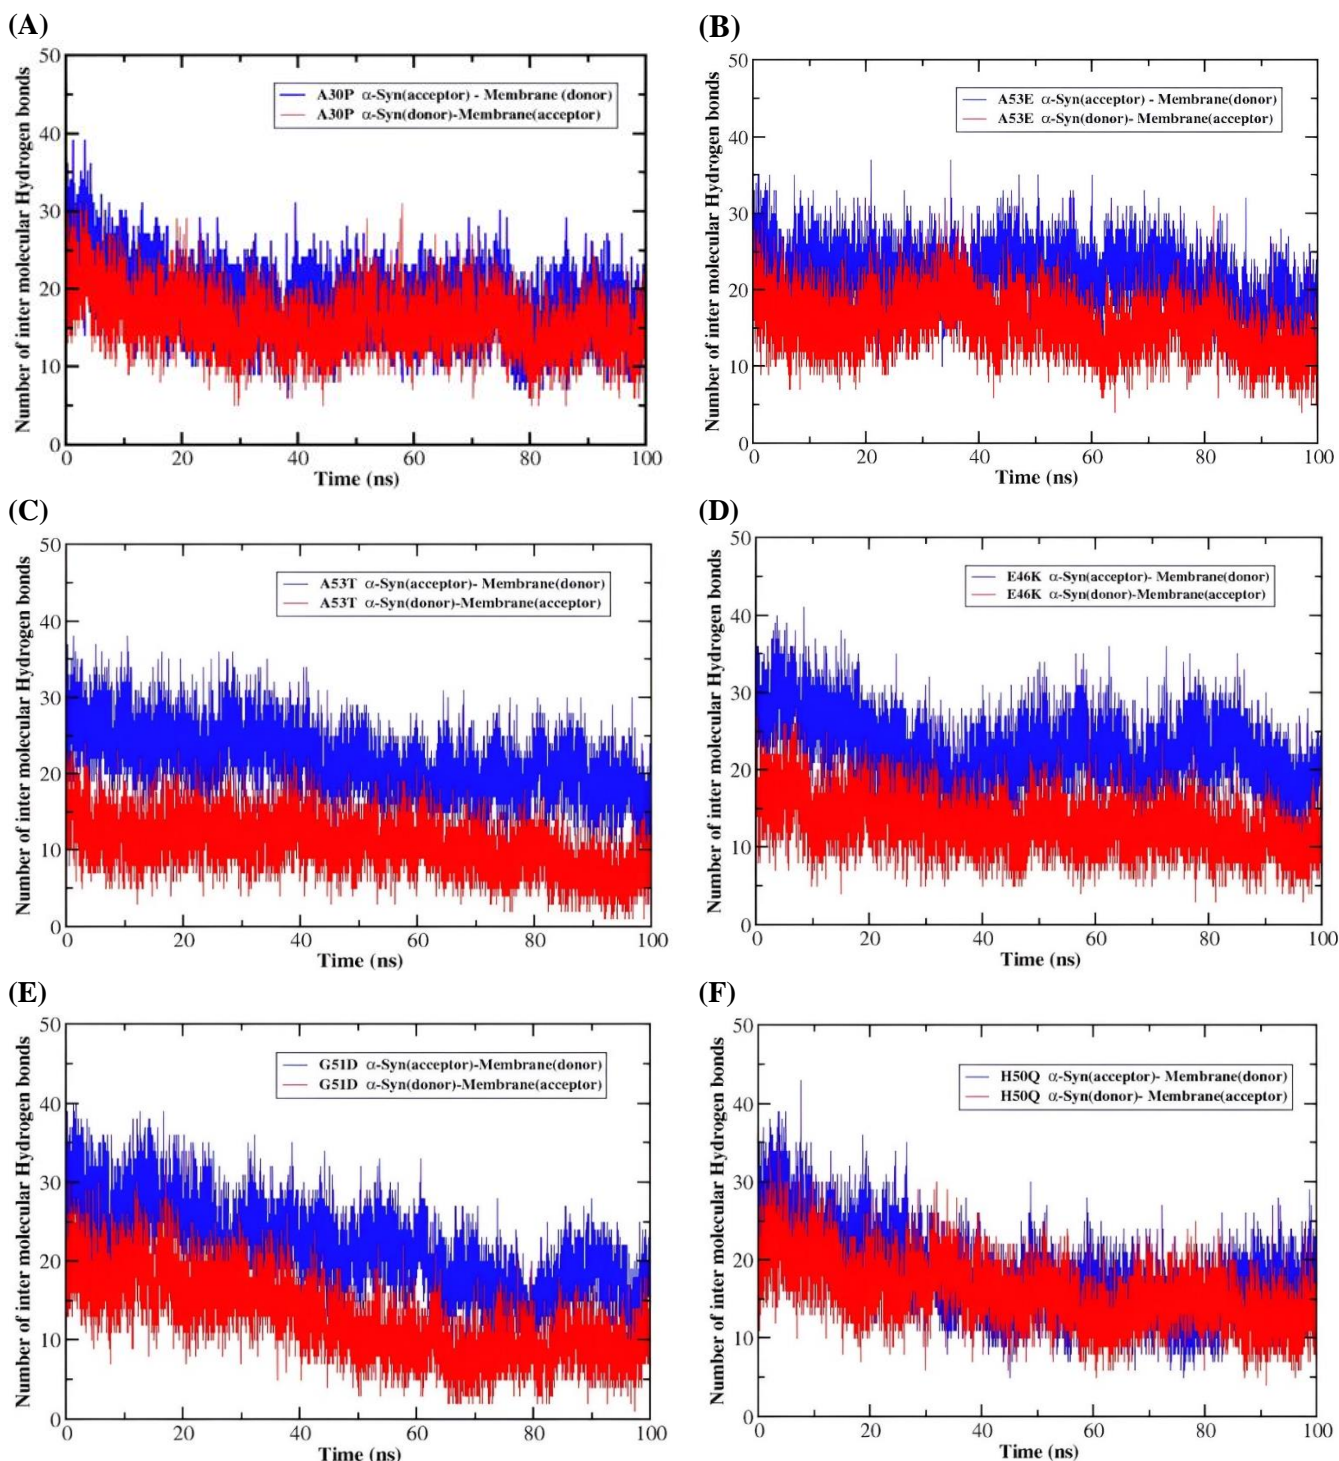 (A)
Number of inter molecular Hydrogen bonds
50
40
30
20
10
0
A30P α-Syn(acceptor) - Membrane (donor)
A30P α-Syn(donor)-Membrane(acceptor)
0 20 40 60 80 100
Time (ns)
(B)
Number of inter molecular Hydrogen bonds
50
40
30
20
10
0
A53E α-Syn(acceptor) - Membrane(donor)
A53E α-Syn(donor)- Membrane(acceptor)
0 20 40 60 80 100
Time (ns)
(C)
Number of inter molecular Hydrogen bonds
50
40
30
20
10
0
A53T α-Syn(acceptor)- Membrane(donor)
A53T α-Syn(donor)-Membrane(acceptor)
0 20 40 60 80 100
Time (ns)
(D)
Number of inter molecular Hydrogen bonds
50
40
30
20
10
0
E46K α-Syn(acceptor)- Membrane(donor)
E46K α-Syn(donor)-Membrane(acceptor)
0 20 40 60 80 100
Time (ns)
(E)
Number of inter molecular Hydrogen bonds
50
40
30
20
10
0
G51D α-Syn(acceptor)-Membrane(donor)
G51D α-Syn(donor)-Membrane(acceptor)
0 20 40 60 80 100
Time (ns)
(F)
Number of inter molecular Hydrogen bonds
50
40
30
20
10
0
H50Q α-Syn(acceptor)- Membrane(donor)
H50Q α-Syn(donor)- Membrane(acceptor)
0 20 40 60 80 100
Time (ns)